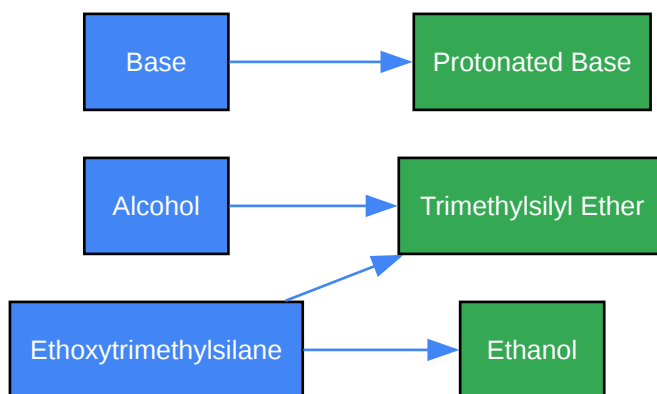 Base
Protonated Base
Alcohol
Trimethylsilyl Ether
Ethoxytrimethylsilane
Ethanol